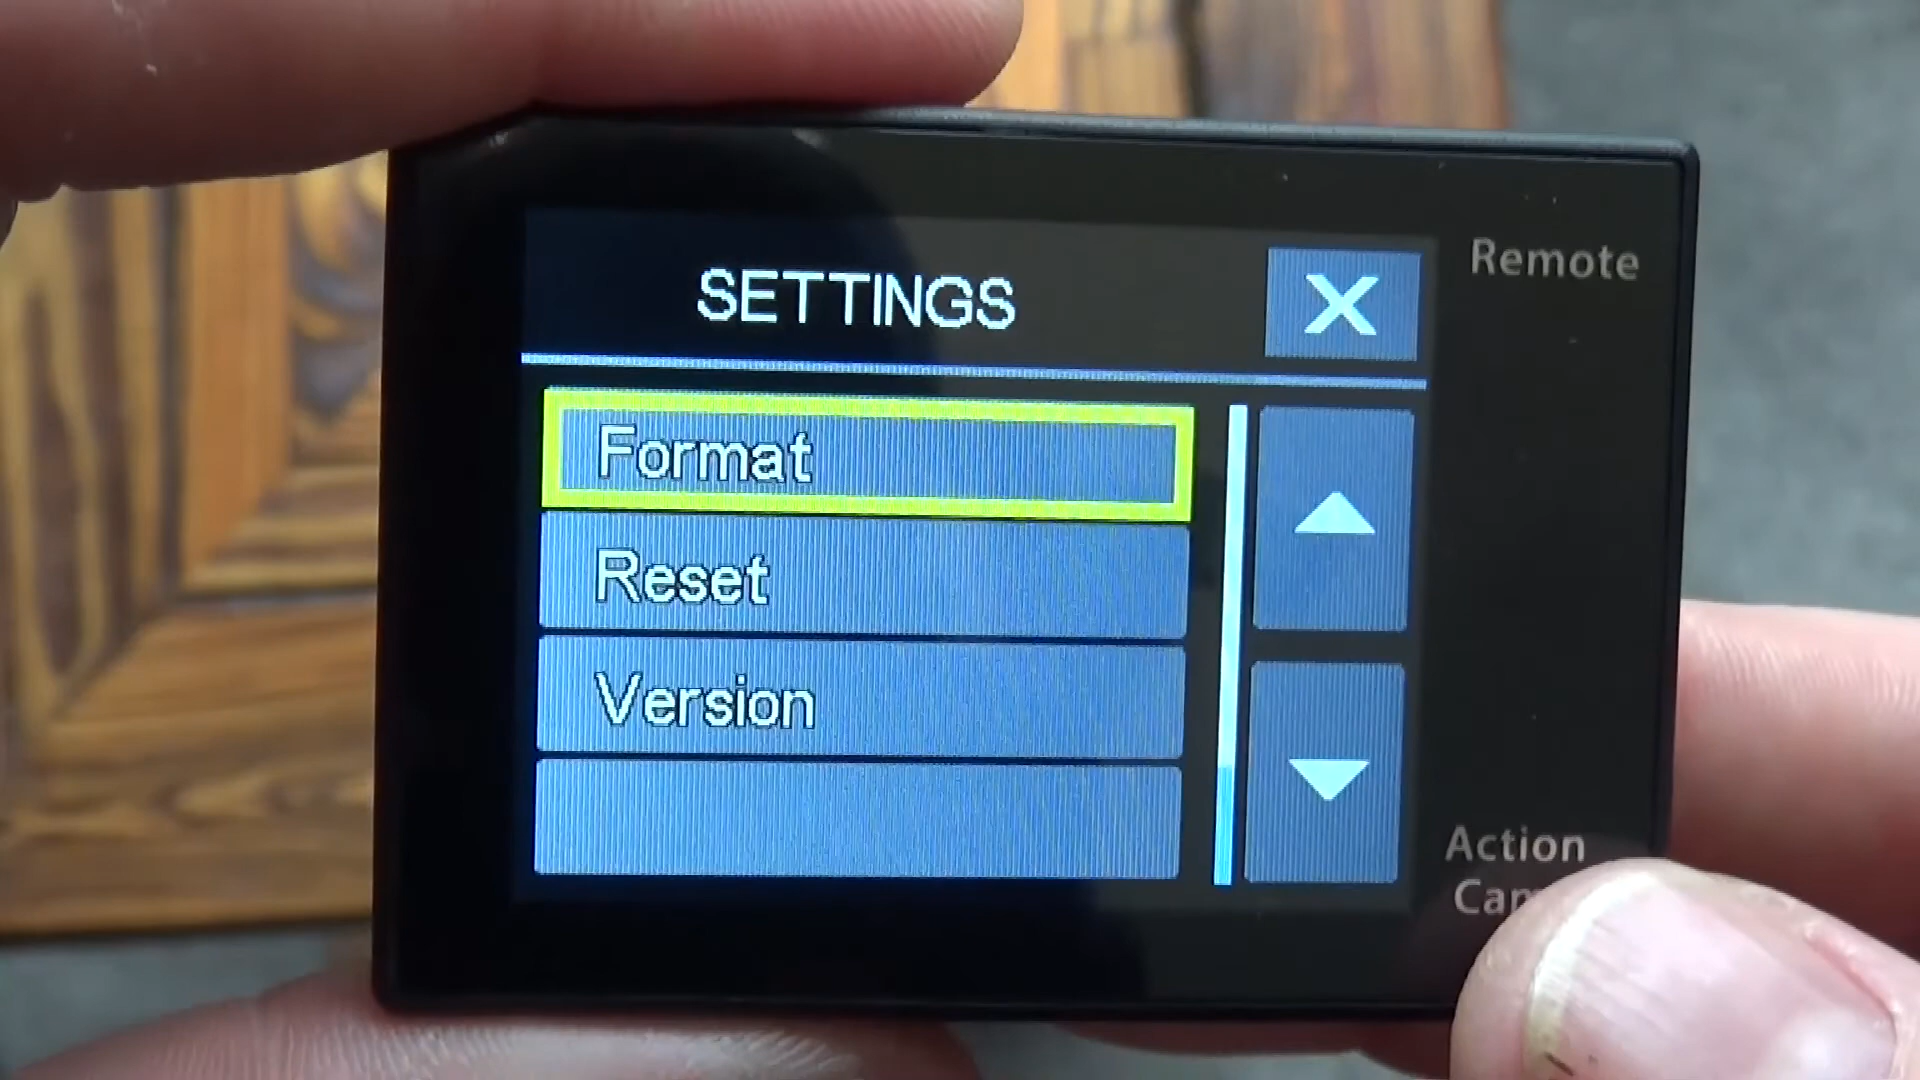 SETTINGS
X
Remote
Format
Reset
Version
Action